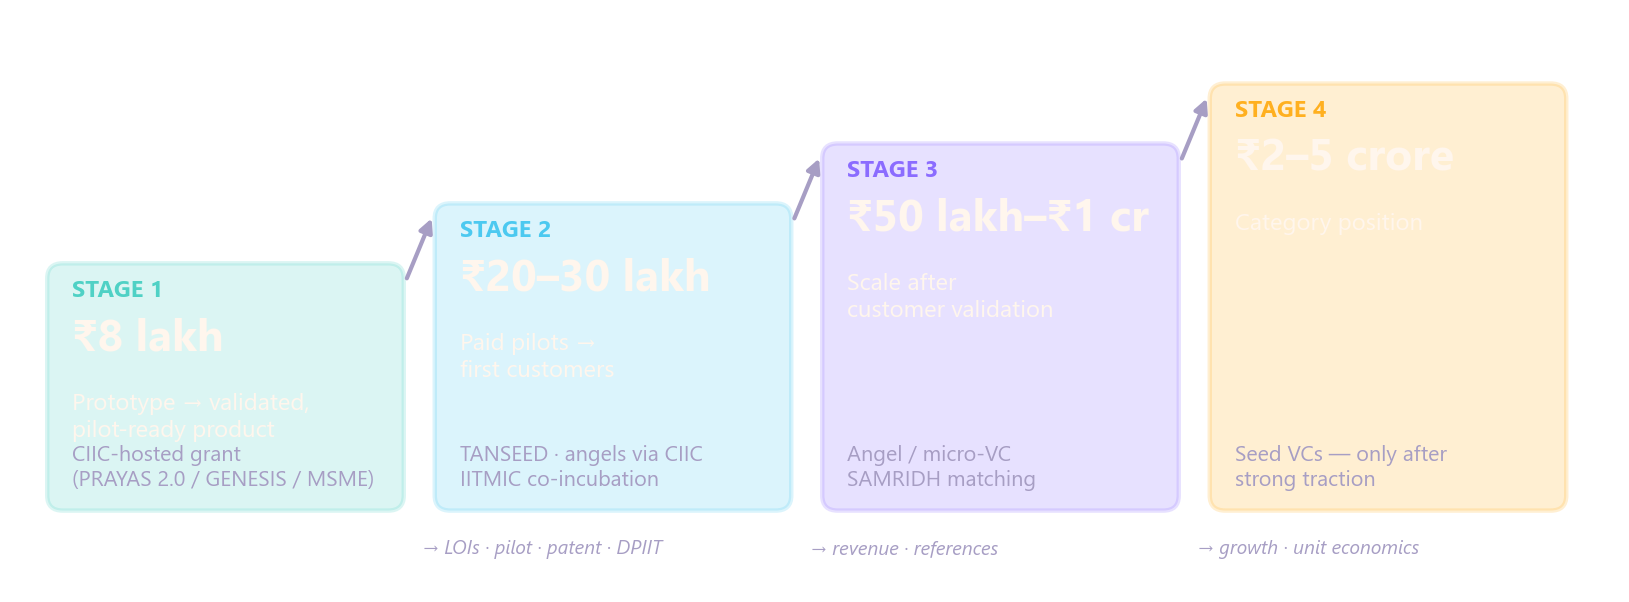 STAGE 1
₹8 lakh
Prototype → validated,
pilot-ready product
CIIC-hosted grant
(PRAYAS 2.0 / GENESIS / MSME)
STAGE 2
₹20–30 lakh
Paid pilots →
first customers
TANSEED · angels via CIIC
IITMIC co-incubation
→ LOIs · pilot · patent · DPIIT
STAGE 3
₹50 lakh–₹1 cr
Scale after
customer validation
Angel / micro-VC
SAMRIDH matching
→ revenue · references
STAGE 4
₹2–5 crore
Category position
Seed VCs — only after
strong traction
→ growth · unit economics